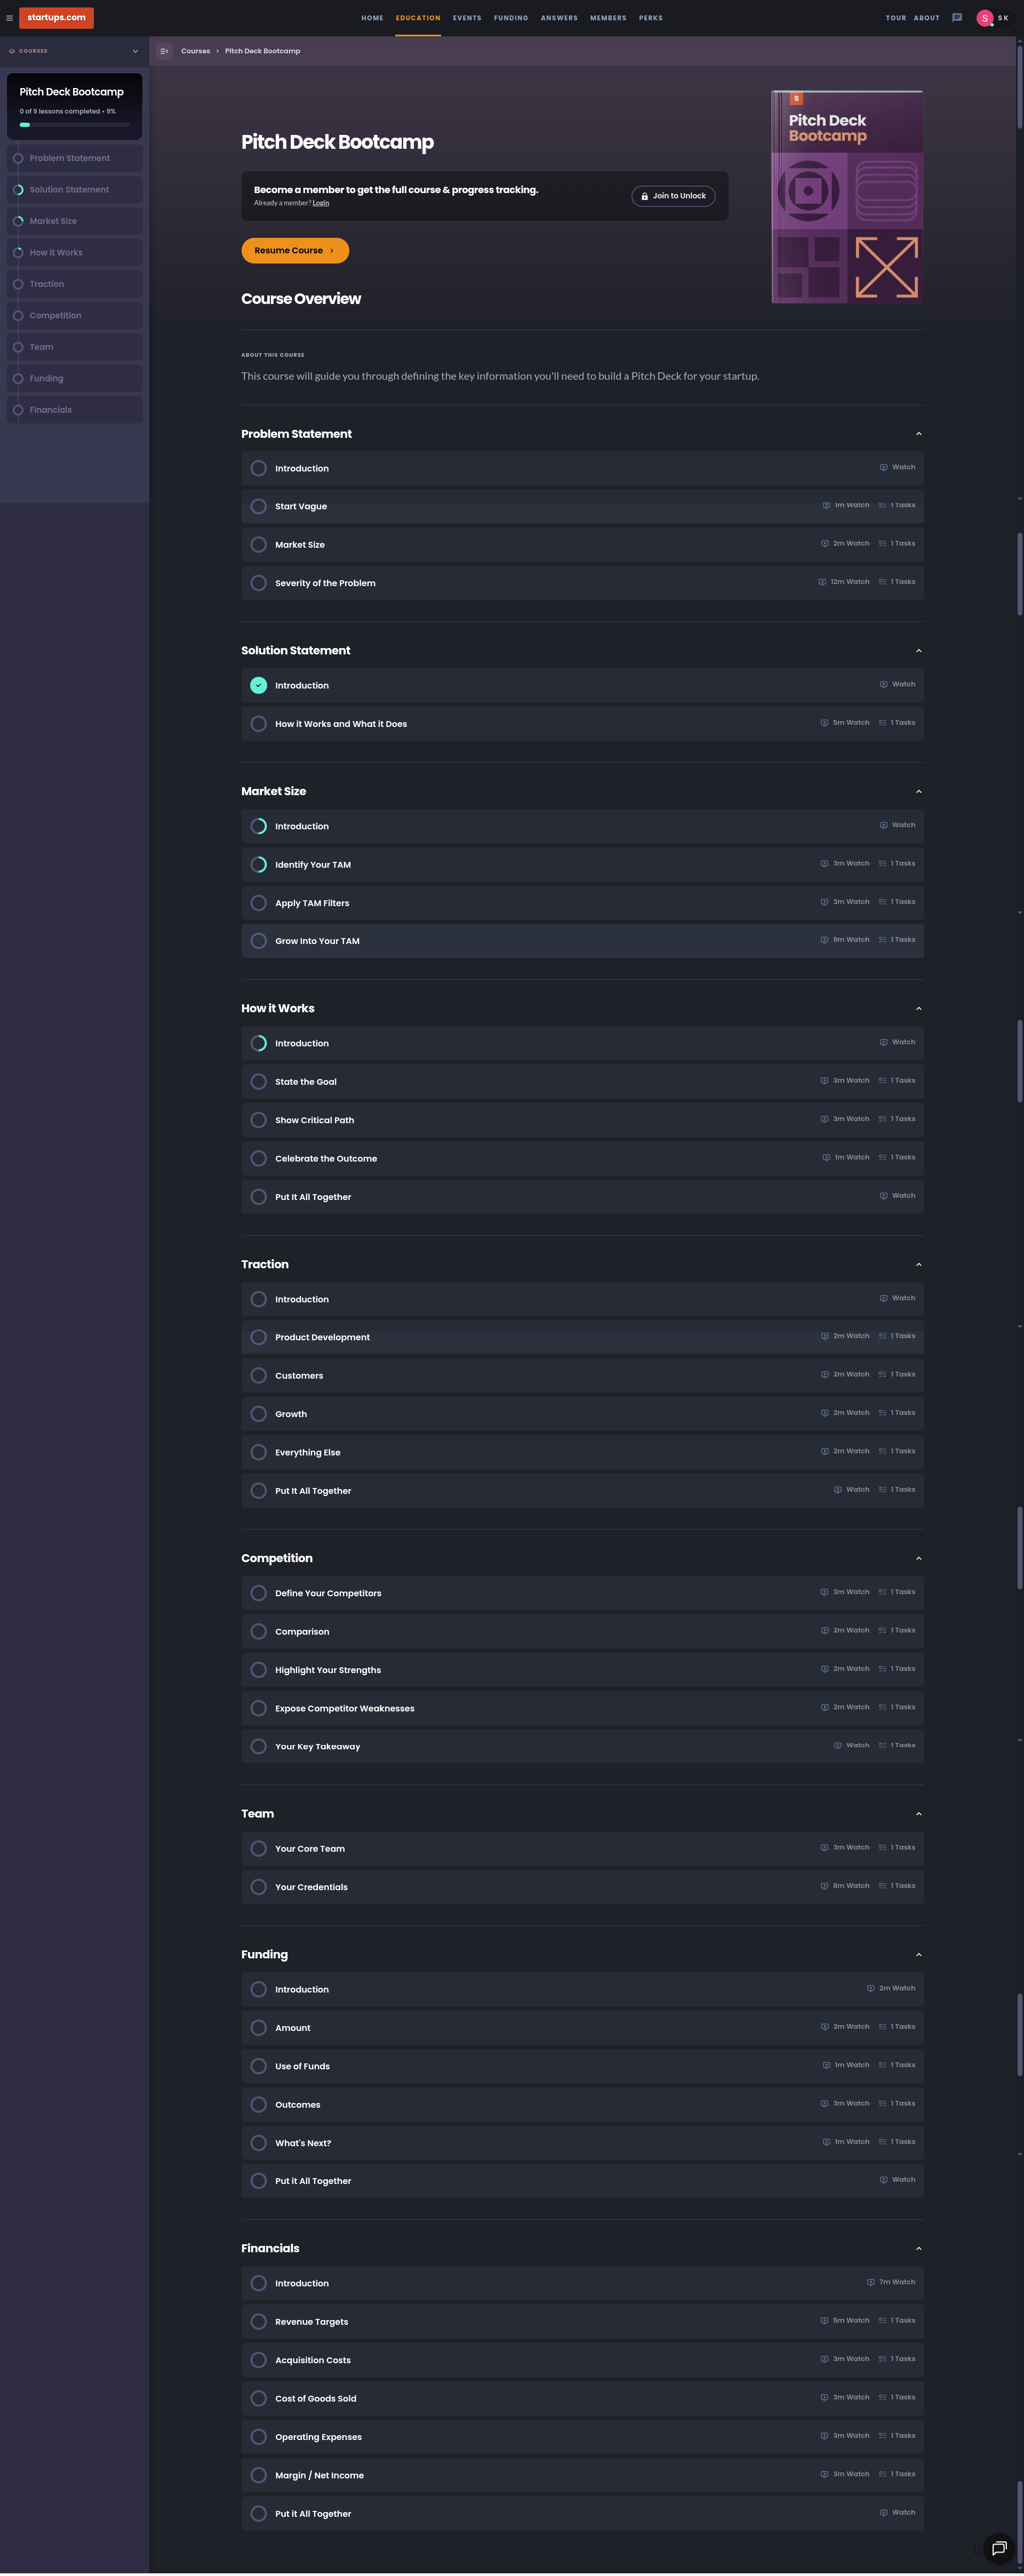 startups.com
HOME EDUCATION EVENTS FUNDING ANSWERS MEMBERS PERKS
TOUR ABOUT
S
S K
COURSES
Pitch Deck Bootcamp
0 of 9 lessons completed • 9%
Problem Statement
Solution Statement
Market Size
How it Works
Traction
Competition
Team
Funding
Financials
Courses › Pitch Deck Bootcamp
Pitch Deck Bootcamp
Become a member to get the full course & progress tracking.
Already a member? Login
Join to Unlock
Resume Course
S
Pitch Deck
Bootcamp
Course Overview
ABOUT THIS COURSE
This course will guide you through defining the key information you'll need to build a Pitch Deck for your startup.
Problem Statement
Introduction Watch
Start Vague 1m Watch 1 Tasks
Market Size 2m Watch 1 Tasks
Severity of the Problem 12m Watch 1 Tasks
Solution Statement
Introduction Watch
How it Works and What it Does 5m Watch 1 Tasks
Market Size
Introduction Watch
Identify Your TAM 3m Watch 1 Tasks
Apply TAM Filters 3m Watch 1 Tasks
Grow Into Your TAM 9m Watch 1 Tasks
How it Works
Introduction Watch
State the Goal 3m Watch 1 Tasks
Show Critical Path 3m Watch 1 Tasks
Celebrate the Outcome 1m Watch 1 Tasks
Put It All Together Watch
Traction
Introduction Watch
Product Development 2m Watch 1 Tasks
Customers 2m Watch 1 Tasks
Growth 2m Watch 1 Tasks
Everything Else 2m Watch 1 Tasks
Put It All Together Watch 1 Tasks
Competition
Define Your Competitors 3m Watch 1 Tasks
Comparison 2m Watch 1 Tasks
Highlight Your Strengths 2m Watch 1 Tasks
Expose Competitor Weaknesses 2m Watch 1 Tasks
Your Key Takeaway Watch 1 Tasks
Team
Your Core Team 3m Watch 1 Tasks
Your Credentials 8m Watch 1 Tasks
Funding
Introduction 2m Watch
Amount 2m Watch 1 Tasks
Use of Funds 1m Watch 1 Tasks
Outcomes 3m Watch 1 Tasks
What's Next? 1m Watch 1 Tasks
Put it All Together Watch
Financials
Introduction 7m Watch
Revenue Targets 5m Watch 1 Tasks
Acquisition Costs 3m Watch 1 Tasks
Cost of Goods Sold 3m Watch 1 Tasks
Operating Expenses 3m Watch 1 Tasks
Margin / Net Income 3m Watch 1 Tasks
Put it All Together Watch